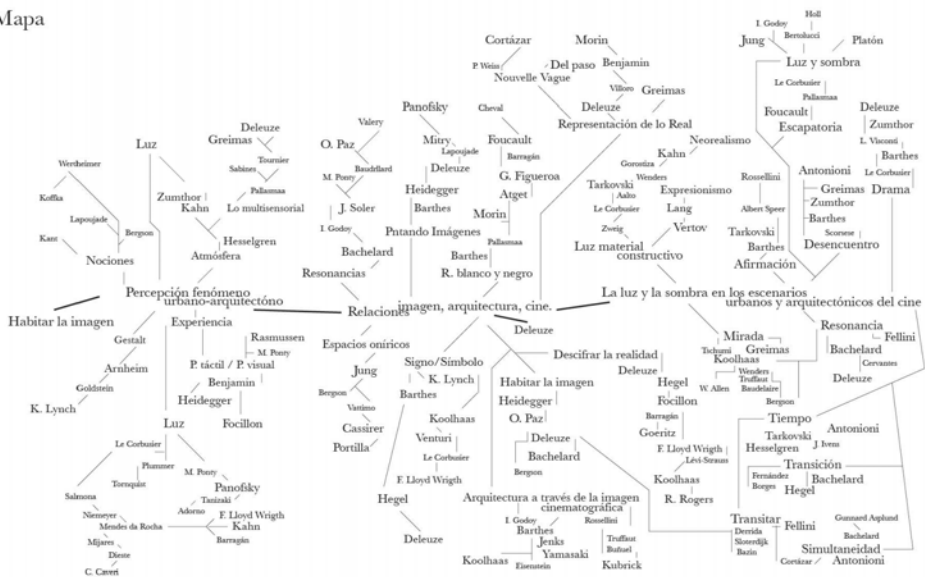 Mapa
Holl
I. Godoy
Bertolucci
Jung
Platón
Luz y sombra
Cortázar
Morin
P. Weiss
Del paso
Benjamin
Nouvelle Vague
Villoro
Greimas
Deleuze
Representación de lo Real
Le Corbusier
Pallasmaa
Foucault
Escapatoria
Deleuze
Zumthor
L. Visconti
Barthes
Le Corbusier
Drama
Panofsky
Cheval
Valery
Mitry
Foucault
O. Paz
Lapoujade
Barragán
Baudrllard
Deleuze
G. Figueroa
M. Ponty
Heidegger
Atget
J. Soler
Barthes
Morin
I. Godoy
Pntando Imágenes
Pallasmaa
Bachelard
Barthes
Resonancias
R. blanco y negro
Luz
Deleuze
Greimas
Tournier
Sabines
Pallasmaa
Zumthor
Kahn
Lo multisensorial
Hesselgren
Atmósfera
Wertheimer
Koffka
Lapoujade
Bergson
Kant
Nociones
Neorealismo
Kahn
Gorostiza
Wenders
Tarkovski
Aalto
Expresionismo
Le Corbusier
Lang
Zweig
Vertov
Luz material
constructivo
Rossellini
Albert Speer
Tarkovski
Barthes
Afirmación
Antonioni
Greimas
Zumthor
Barthes
Scorsese
Desencuentro
Percepción fenómeno
urbano-arquitectóno
Habitar la imagen
Relaciones
imagen, arquitectura, cine.
La luz y la sombra en los escenarios
urbanos y arquitectónicos del cine
Experiencia
Gestalt
Arnheim
Goldstein
K. Lynch
Rasmussen
M. Ponty
P. táctil / P. visual
Benjamin
Heidegger
Focillon
Luz
Le Corbusier
Plummer
Tornquist
M. Ponty
Panofsky
Tanizaki
Adorno
F. Lloyd Wrigth
Kahn
Barragán
Salmona
Niemeyer
Mendes da Rocha
Mijares
Dieste
C. Caveri
Espacios oníricos
Jung
Bergson
Vattimo
Cassirer
Portilla
Signo/Símbolo
K. Lynch
Barthes
Koolhaas
Venturi
Le Corbusier
F. Lloyd Wrigth
Hegel
Deleuze
Deleuze
Descifrar la realidad
Deleuze
Hegel
Focillon
Barragán
Goeritz
F. Lloyd Wrigth
Lévi-Strauss
Koolhaas
R. Rogers
Habitar la imagen
Heidegger
O. Paz
Deleuze
Bachelard
Bergson
Arquitectura a través de la imagen
cinematográfica
I. Godoy
Rossellini
Barthes
Jenks
Truffaut
Yamasaki
Buñuel
Koolhaas
Eisenstein
Kubrick
Mirada
Tschumi
Greimas
Koolhaas
Wenders
W. Allen
Truffaut
Baudelaire
Bergson
Resonancia
Fellini
Bachelard
Cervantes
Deleuze
Tiempo
Antonioni
Tarkovski
J. Ivens
Hesselgren
Transición
Fernández
Bachelard
Borges
Hegel
Transitar
Fellini
Derrida
Sloterdijk
Bazin
Gunnard Asplund
Bachelard
Simultaneidad
Cortázar
Antonioni